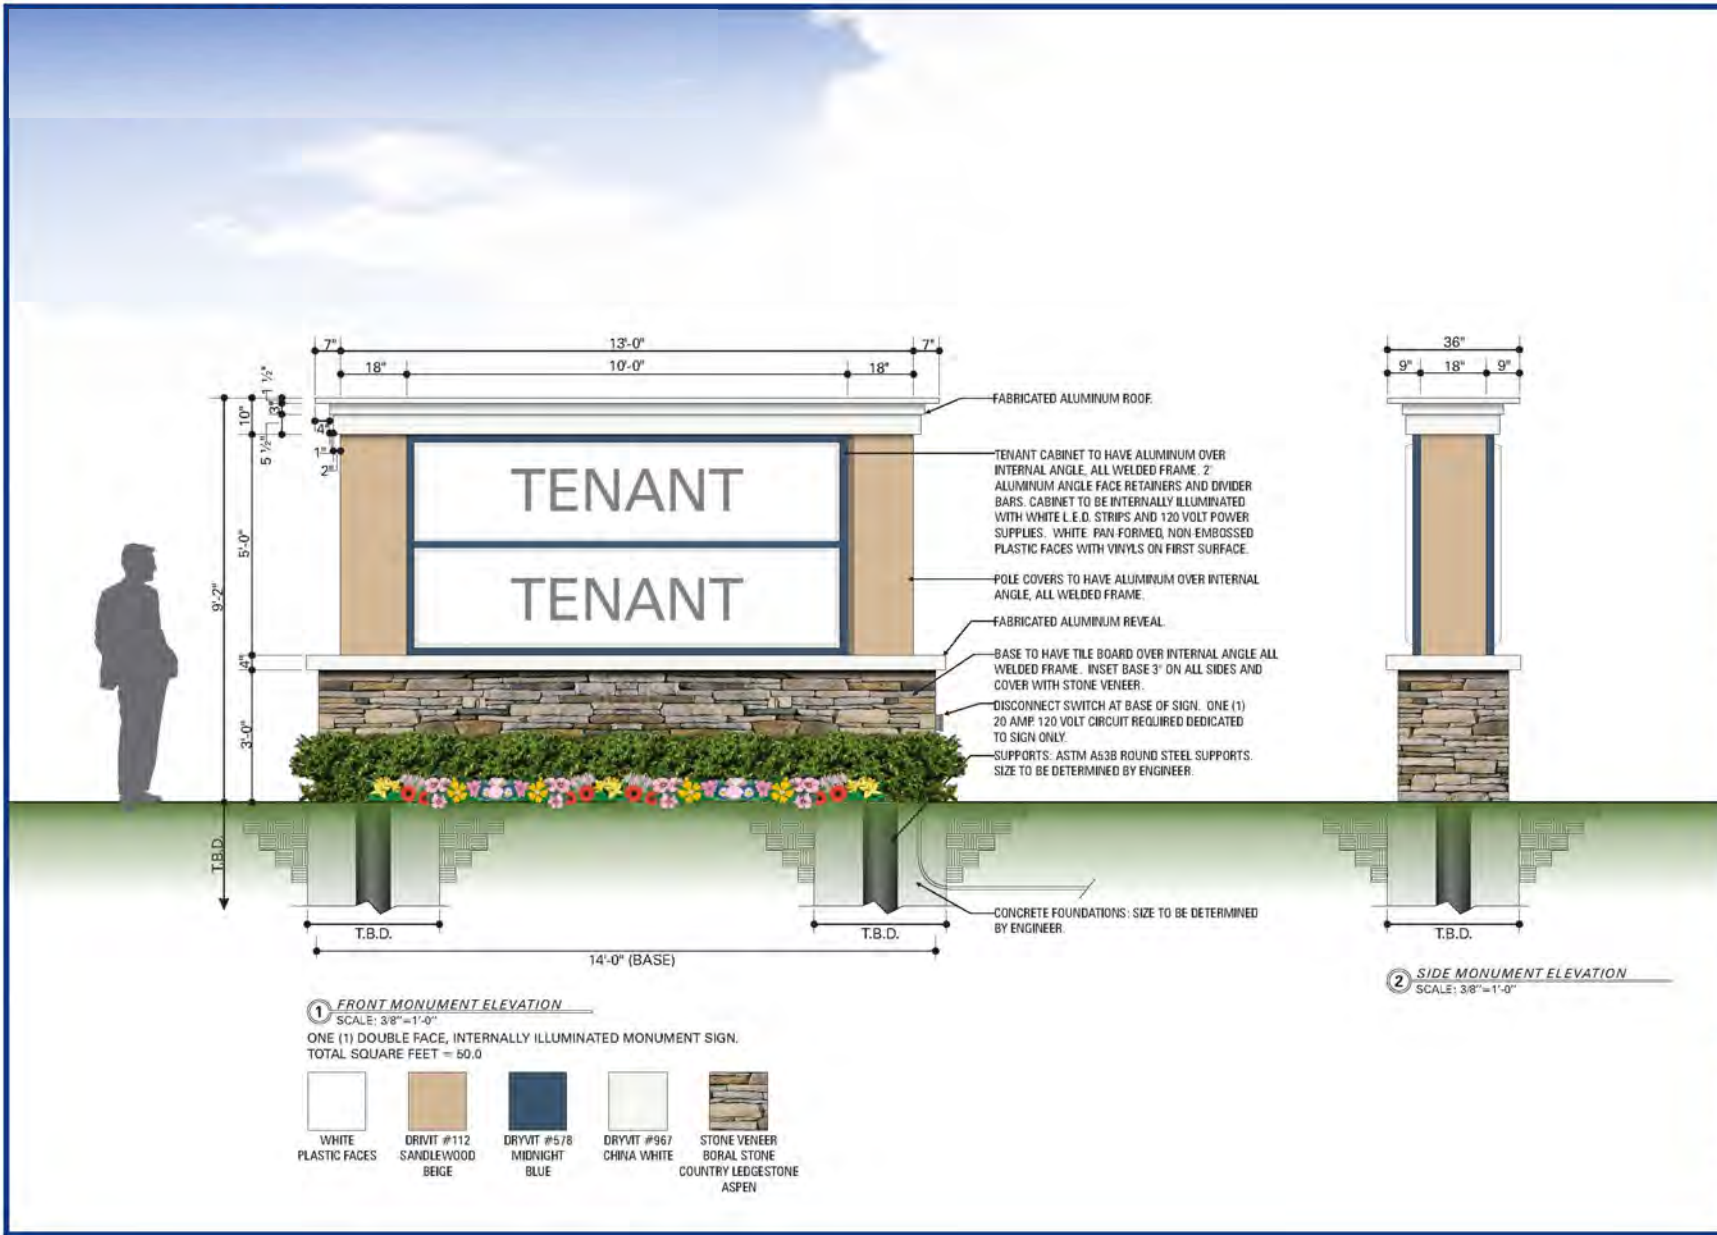 7" 13'-0" 7"
18" 10'-0" 18"
1 ½"
3"
10"
5 ½"
4"
1"
2"
9'-2"
5'-0"
4"
3'-0"
T.B.D.
TENANT
TENANT
FABRICATED ALUMINUM ROOF.
TENANT CABINET TO HAVE ALUMINUM OVER
INTERNAL ANGLE, ALL WELDED FRAME. 2"
ALUMINUM ANGLE FACE RETAINERS AND DIVIDER
BARS. CABINET TO BE INTERNALLY ILLUMINATED
WITH WHITE L.E.D. STRIPS AND 120 VOLT POWER
SUPPLIES. WHITE PAN-FORMED, NON-EMBOSSED
PLASTIC FACES WITH VINYLS ON FIRST SURFACE.
POLE COVERS TO HAVE ALUMINUM OVER INTERNAL
ANGLE, ALL WELDED FRAME.
FABRICATED ALUMINUM REVEAL.
BASE TO HAVE TILE BOARD OVER INTERNAL ANGLE ALL
WELDED FRAME. INSET BASE 3" ON ALL SIDES AND
COVER WITH STONE VENEER.
DISCONNECT SWITCH AT BASE OF SIGN. ONE (1)
20 AMP. 120 VOLT CIRCUIT REQUIRED DEDICATED
TO SIGN ONLY.
SUPPORTS: ASTM A53B ROUND STEEL SUPPORTS.
SIZE TO BE DETERMINED BY ENGINEER.
CONCRETE FOUNDATIONS: SIZE TO BE DETERMINED
BY ENGINEER.
T.B.D. T.B.D.
14'-0" (BASE)
1 FRONT MONUMENT ELEVATION
SCALE: 3/8"=1'-0"
ONE (1) DOUBLE FACE, INTERNALLY ILLUMINATED MONUMENT SIGN.
TOTAL SQUARE FEET = 50.0
WHITE
PLASTIC FACES
DRIVIT #112
SANDLEWOOD
BEIGE
DRYVIT #578
MIDNIGHT
BLUE
DRYVIT #967
CHINA WHITE
STONE VENEER
BORAL STONE
COUNTRY LEDGESTONE
ASPEN
36"
9" 18" 9"
T.B.D.
2 SIDE MONUMENT ELEVATION
SCALE: 3/8"=1'-0"